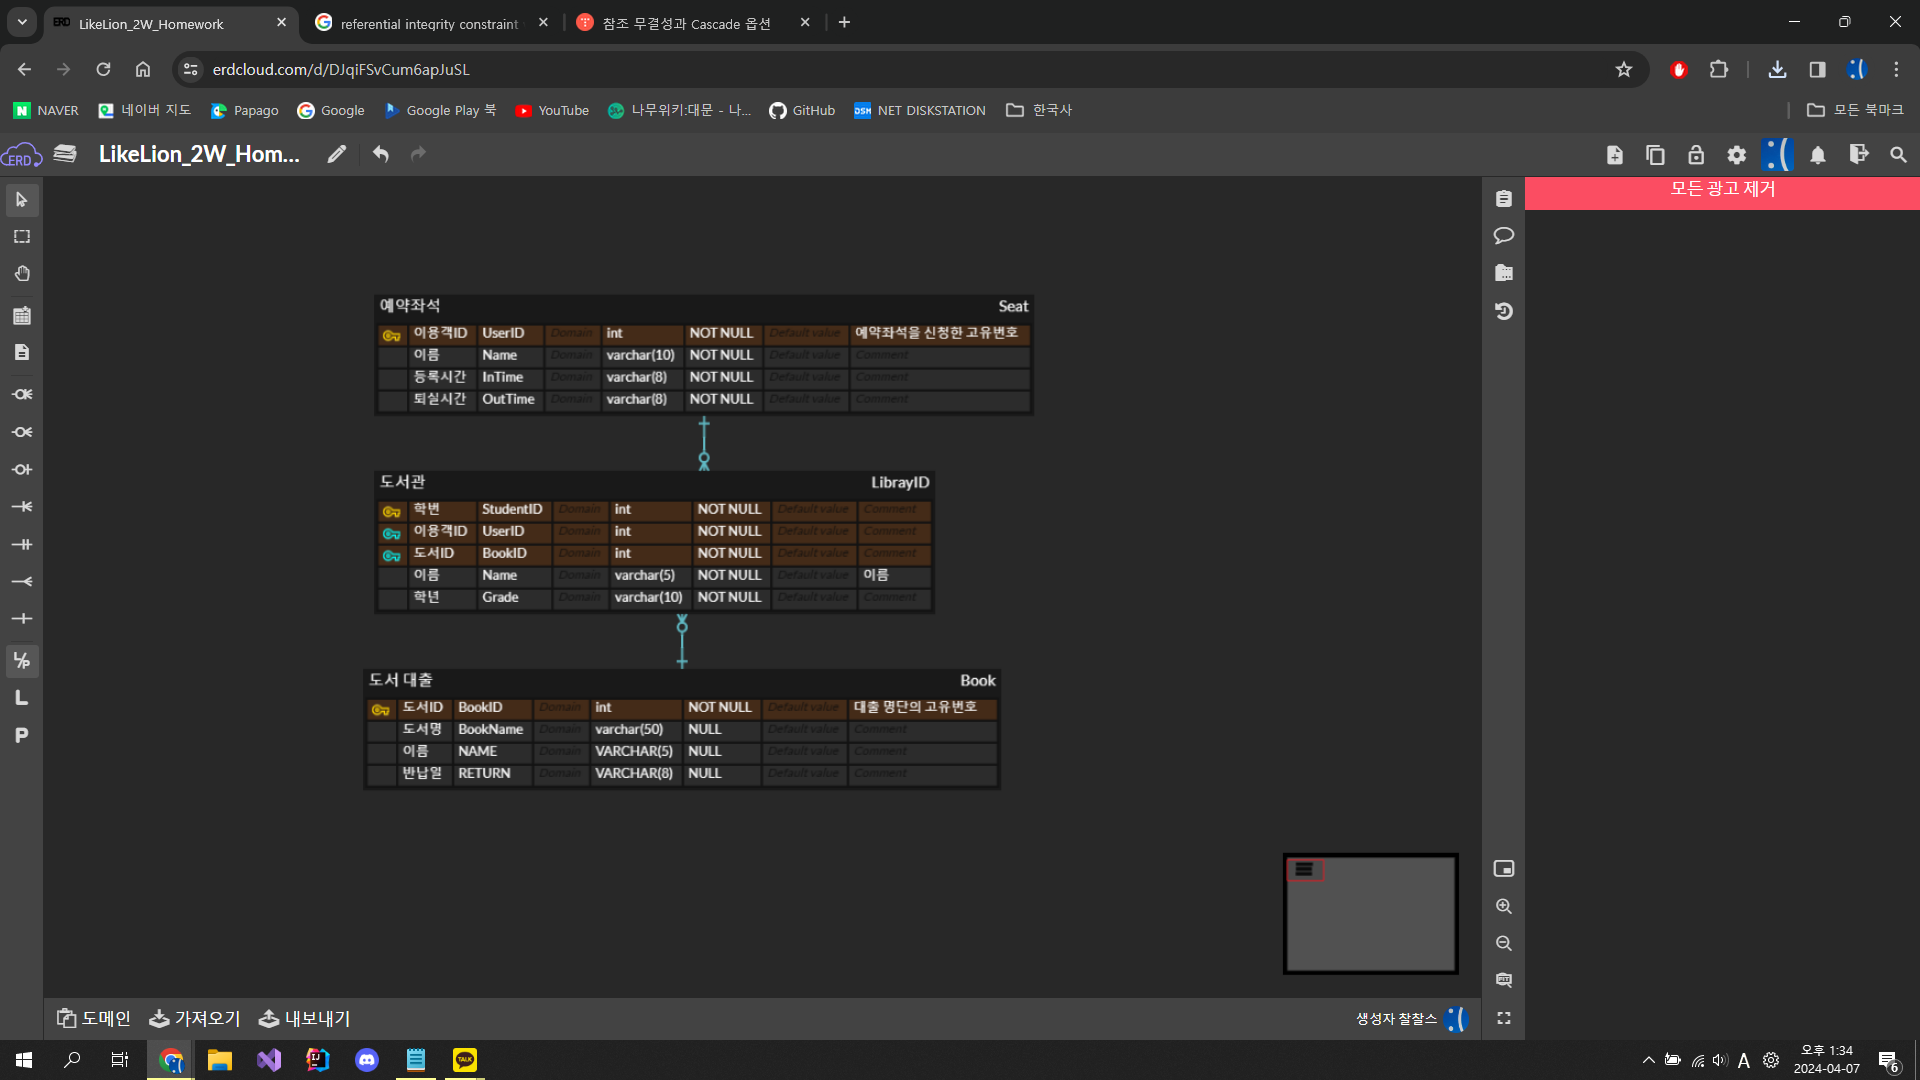 LikeLion_2W_Homework
referential integrity constraint
참조 무결성과 Cascade 옵션
erdcloud.com/d/DJqiFSvCum6apJuSL
NAVER 네이버 지도 Papago Google Google Play 북 YouTube 나무위키:대문 - 나... GitHub NET DISKSTATION 한국사 모든 북마크
ERD LikeLion_2W_Hom...
모든 광고 제거
예약좌석 Seat
이용객ID UserID Domain int NOT NULL Default value 예약좌석을 신청한 고유번호
이름 Name Domain varchar(10) NOT NULL Default value Comment
등록시간 InTime Domain varchar(8) NOT NULL Default value Comment
퇴실시간 OutTime Domain varchar(8) NOT NULL Default value Comment
도서관 LibrayID
학번 StudentID Domain int NOT NULL Default value Comment
이용객ID UserID Domain int NOT NULL Default value Comment
도서ID BookID Domain int NOT NULL Default value Comment
이름 Name Domain varchar(5) NOT NULL Default value 이름
학년 Grade Domain varchar(10) NOT NULL Default value Comment
도서 대출 Book
도서ID BookID Domain int NOT NULL Default value 대출 명단의 고유번호
도서명 BookName Domain varchar(50) NULL Default value Comment
이름 NAME Domain VARCHAR(5) NULL Default value Comment
반납일 RETURN Domain VARCHAR(8) NULL Default value Comment
L/P
L
P
도메인 가져오기 내보내기 생성자 찰찰스
TALK
A
오후 1:34
2024-04-07
6